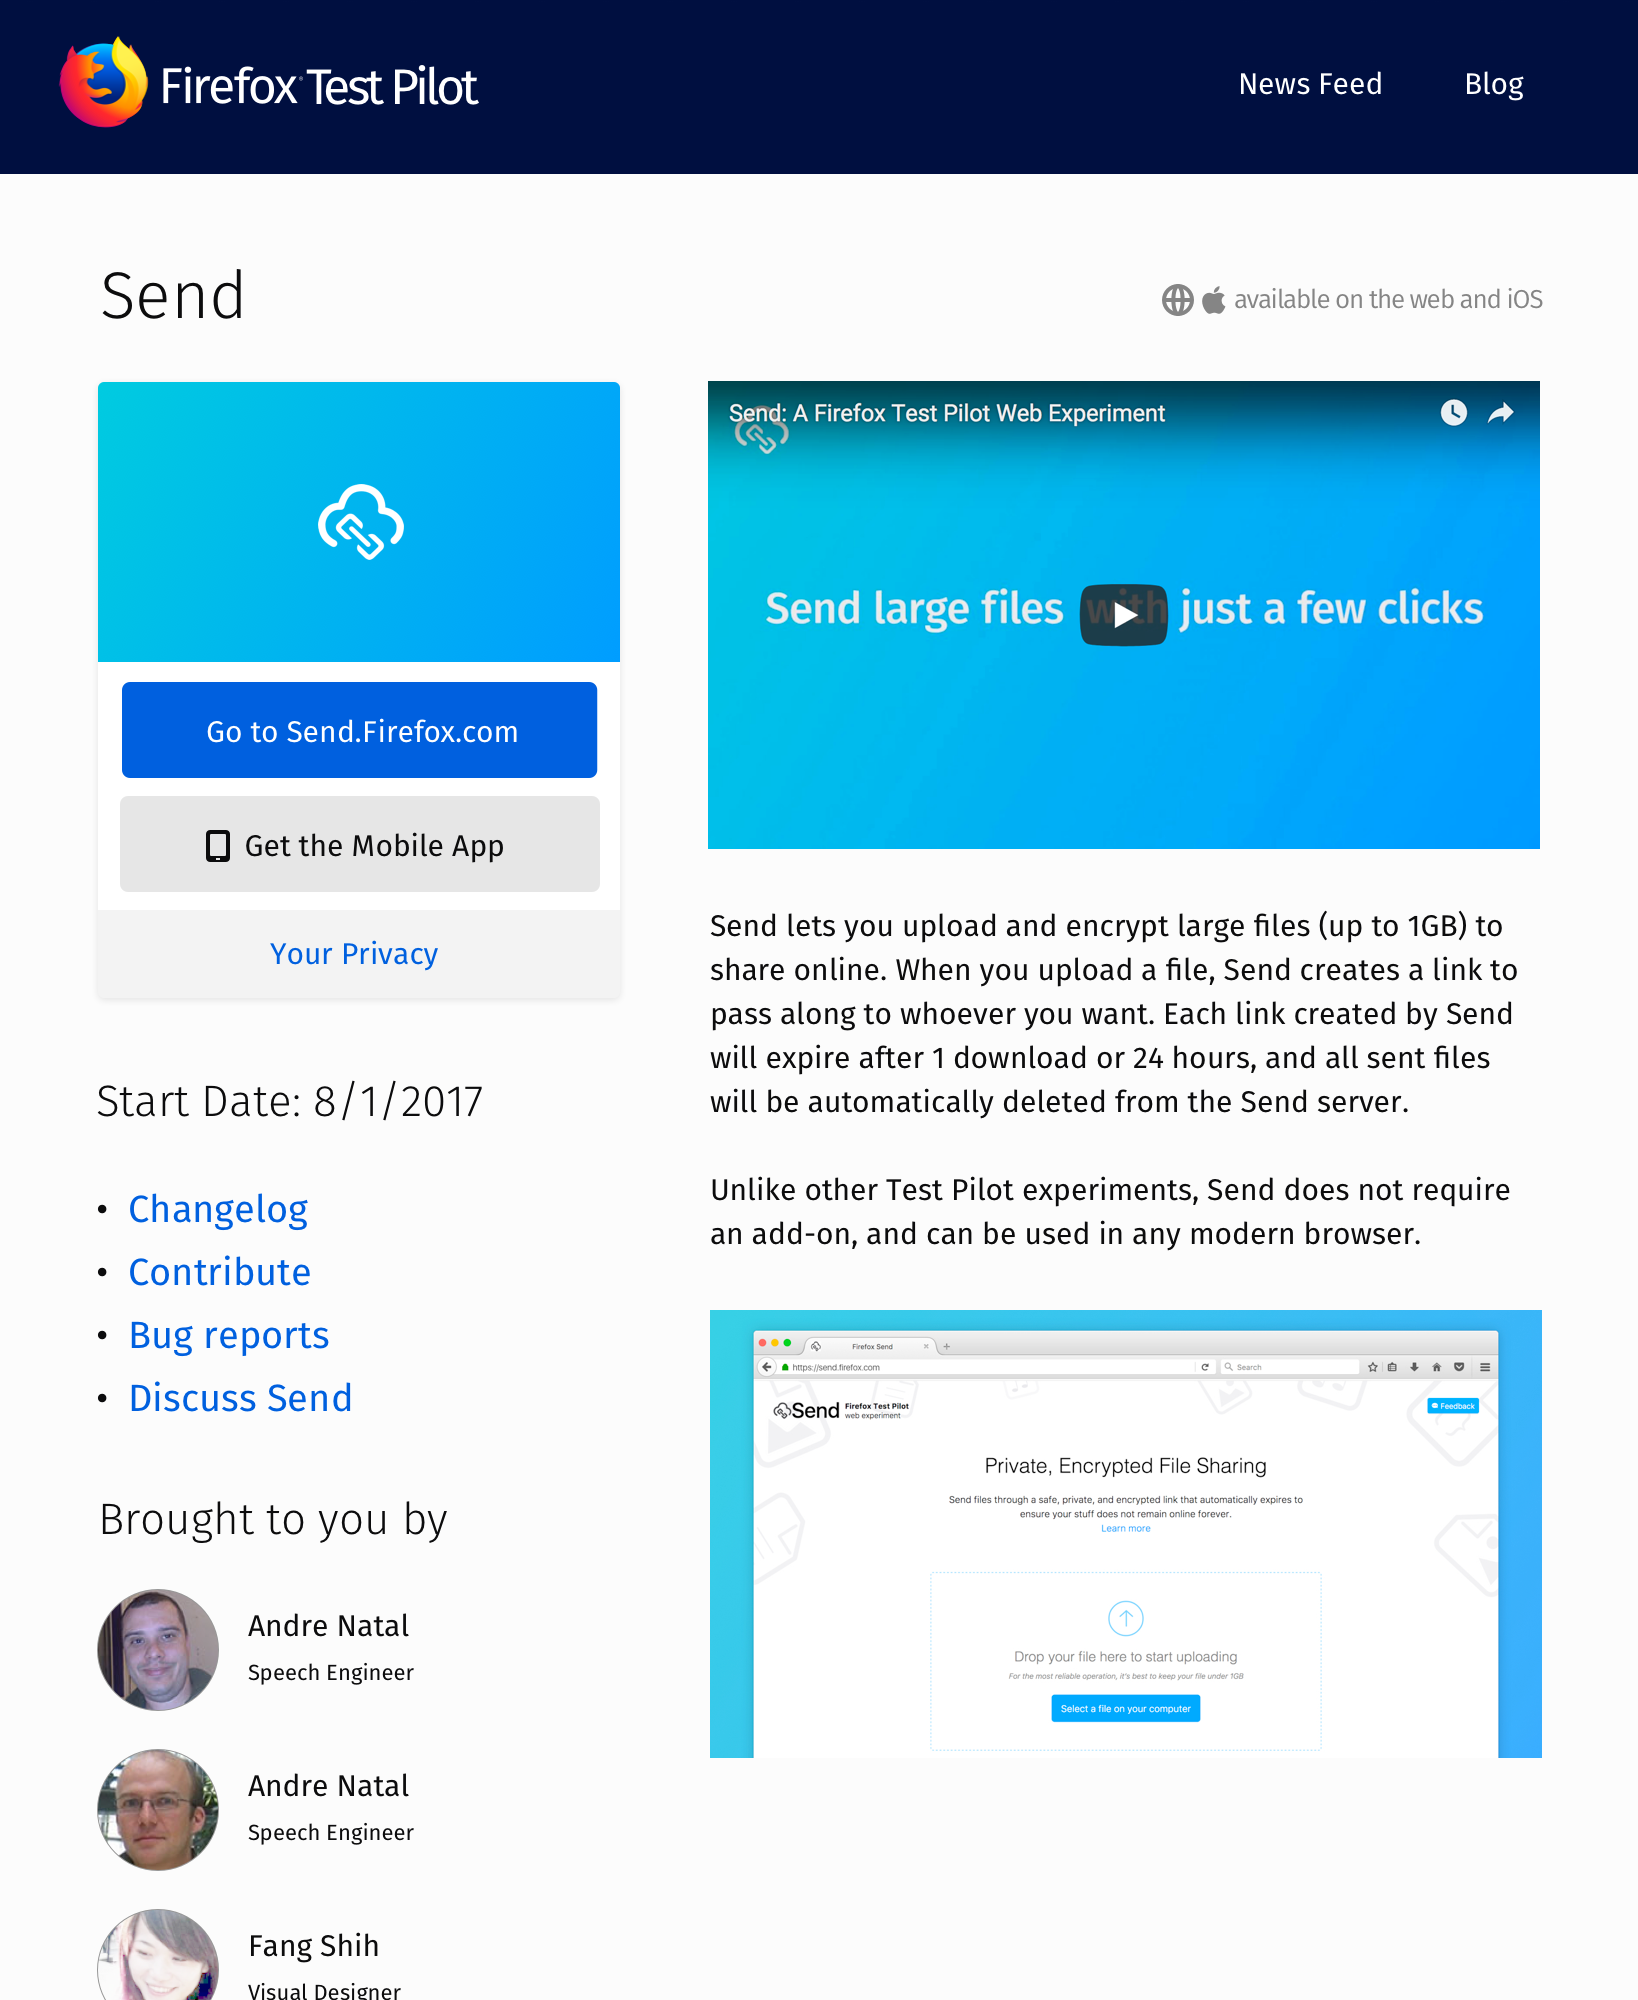 Firefox Test Pilot
News Feed
Blog
Send
available on the web and iOS
Go to Send.Firefox.com
Get the Mobile App
Your Privacy
Start Date: 8/1/2017
• Changelog
• Contribute
• Bug reports
• Discuss Send
Brought to you by
Andre Natal
Speech Engineer
Andre Natal
Speech Engineer
Fang Shih
Visual Designer
Send: A Firefox Test Pilot Web Experiment
Send large files with just a few clicks
Send lets you upload and encrypt large files (up to 1GB) to
share online. When you upload a file, Send creates a link to
pass along to whoever you want. Each link created by Send
will expire after 1 download or 24 hours, and all sent files
will be automatically deleted from the Send server.
Unlike other Test Pilot experiments, Send does not require
an add-on, and can be used in any modern browser.
Firefox Send
https://send.firefox.com
Search
Send
Firefox Test Pilot
web experiment
Feedback
Private, Encrypted File Sharing
Send files through a safe, private, and encrypted link that automatically expires to
ensure your stuff does not remain online forever.
Learn more
Drop your file here to start uploading
For the most reliable operation, it's best to keep your file under 1GB
Select a file on your computer